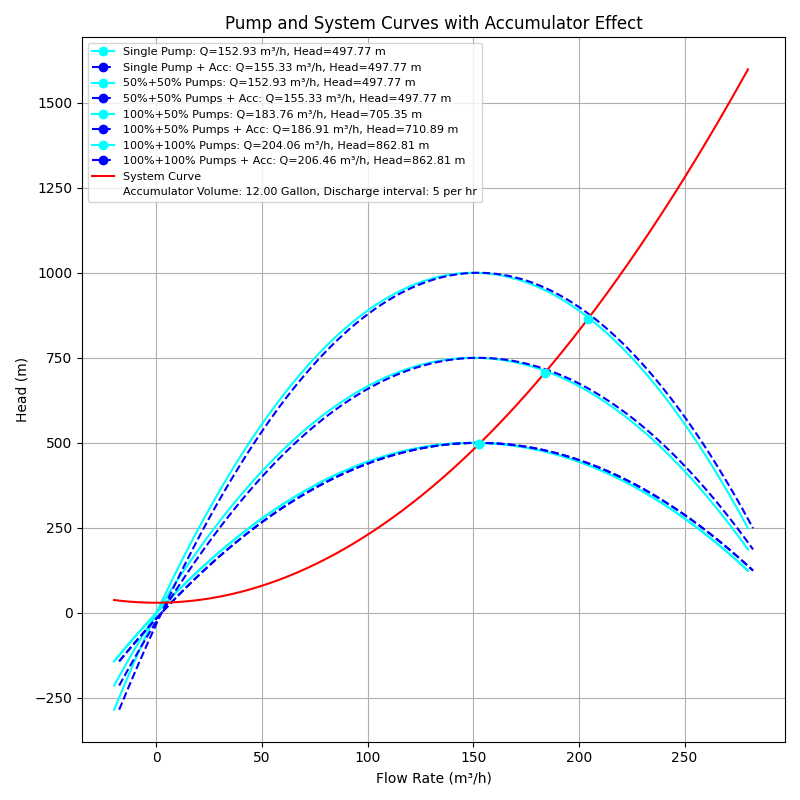 Pump and System Curves with Accumulator Effect
Single Pump: Q=152.93 m³/h, Head=497.77 m
Single Pump + Acc: Q=155.33 m³/h, Head=497.77 m
50%+50% Pumps: Q=152.93 m³/h, Head=497.77 m
50%+50% Pumps + Acc: Q=155.33 m³/h, Head=497.77 m
100%+50% Pumps: Q=183.76 m³/h, Head=705.35 m
100%+50% Pumps + Acc: Q=186.91 m³/h, Head=710.89 m
100%+100% Pumps: Q=204.06 m³/h, Head=862.81 m
100%+100% Pumps + Acc: Q=206.46 m³/h, Head=862.81 m
System Curve
Accumulator Volume: 12.00 Gallon, Discharge interval: 5 per hr
Head (m)
1500
1250
1000
750
500
250
0
−250
0 50 100 150 200 250
Flow Rate (m³/h)